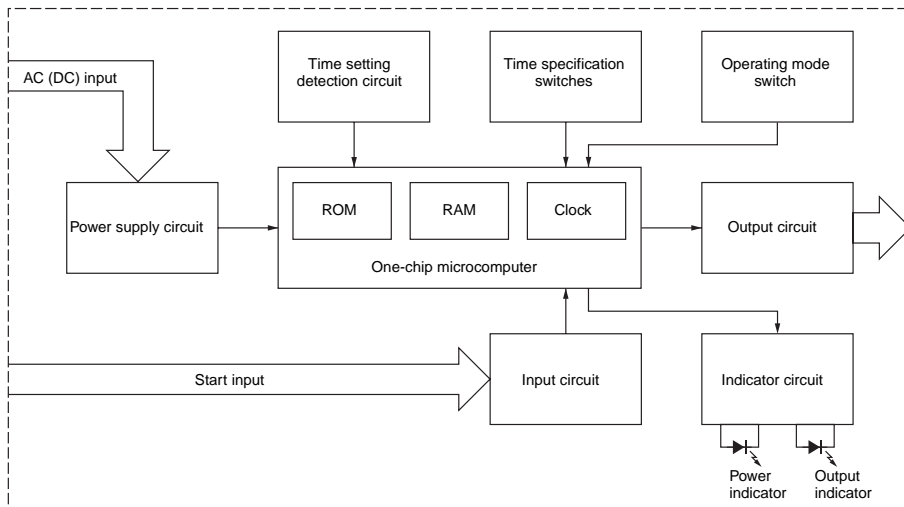 AC (DC) input
Time setting
detection circuit
Time specification
switches
Operating mode
switch
Power supply circuit
ROM
RAM
Clock
One-chip microcomputer
Output circuit
Start input
Input circuit
Indicator circuit
Power
indicator
Output
indicator